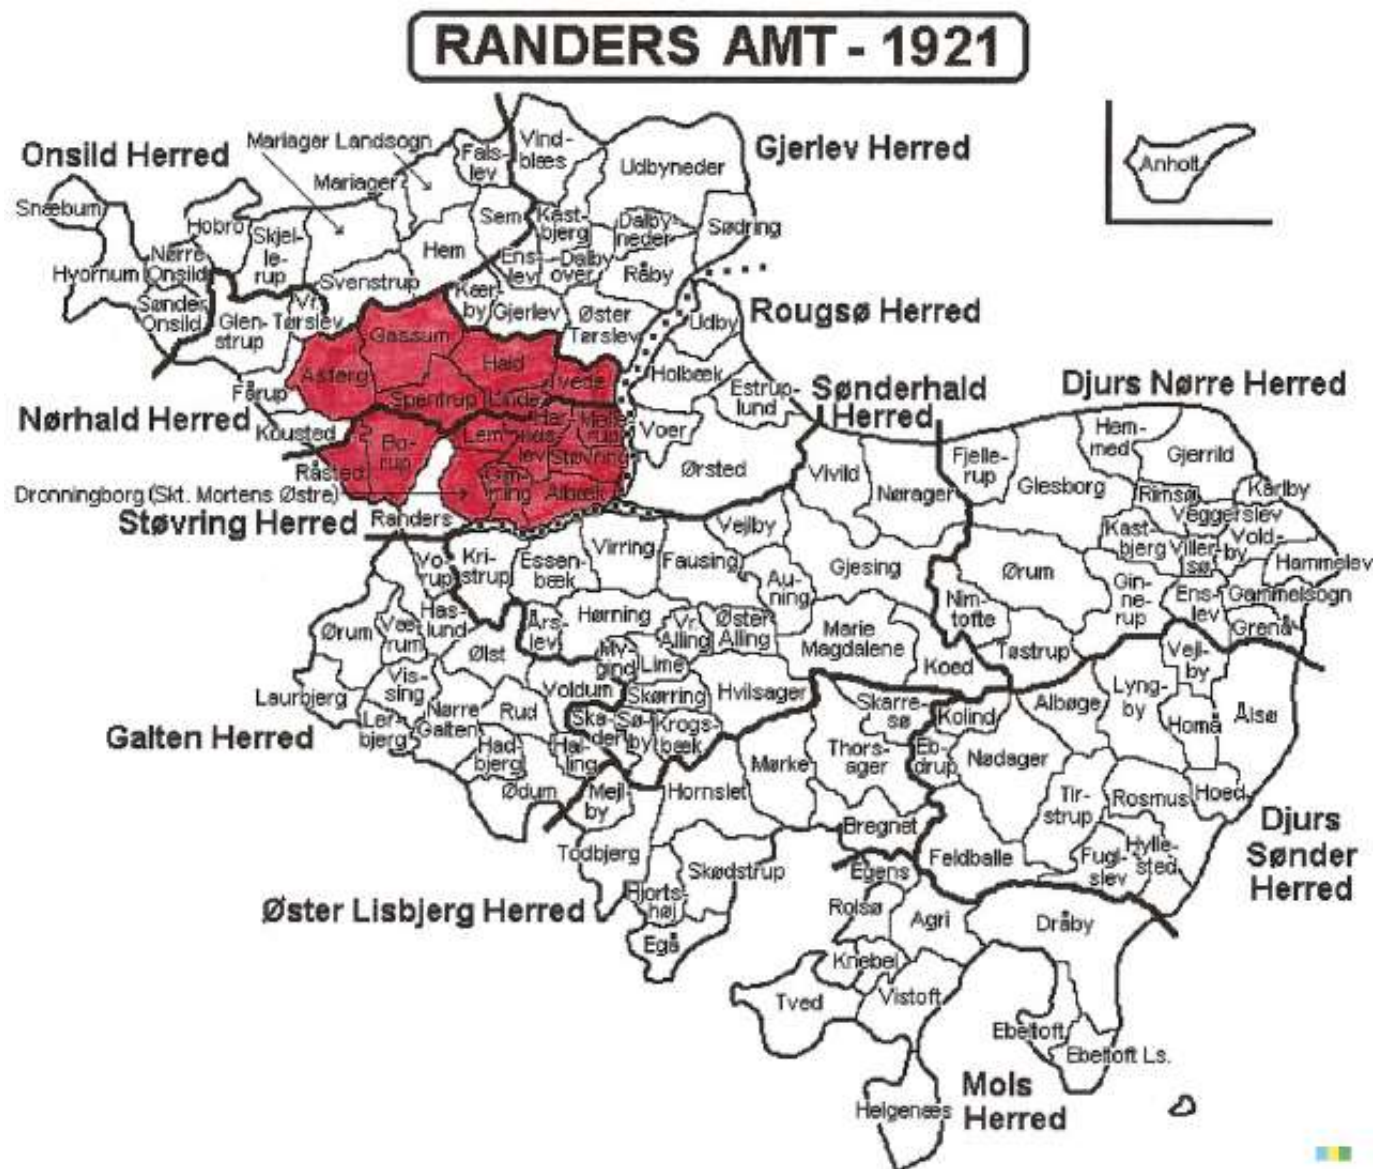 RANDERS AMT - 1921
Onsild Herred
Mariager Landsogn
Mariager
Fals-
lev
Vind-
blæs
Udbyneder
Gjerlev Herred
Anholt
Snæbum
Hobro
Skjel-
le-
rup
Hem
Sem
Kast-
bjerg
Dalby-
neder
Sødring
Hvornum
Nørre
Onsild
Svenstrup
Ens-
lev
Dalby
over
Råby
Sønder
Onsild
Glen-
strup
Vr.
Tørslev
Kær-
by
Gjerlev
Øster
Tørslev
Udby
Rougsø Herred
Gassum
Asferg
Hald
Tvede
Fårup
Spentrup
Linde
Holbæk
Estrup-
lund
Sønderhald
Herred
Djurs Nørre Herred
Nørhald Herred
Kousted
Råsted
Bo-
rup
Lem
Har-
lev
Støvring
Gim-
ming
Albæk
Voer
Ørsted
Vivild
Nørager
Fjelle-
rup
Glesborg
Hem-
med
Gjerrild
Dronningborg (Skt. Mortens Østre)
Støvring Herred
Randers
Rimsø
Karlby
Veggerslev
Kast-
bjerg
Viller-
sø
Vold-
by
Hammelev
Vo-
rup
Kri-
strup
Essen-
bæk
Virring
Fausing
Vejlby
Au-
ning
Gjesing
Ørum
Nim-
tofte
Gin-
ne-
rup
Ens-
lev
Gammelsogn
Grenå
Ørum
Væ-
rum
Has-
lund
Ølst
Års-
lev
Hørning
Vr.
Alling
Øster
Alling
Marie
Magdalene
Koed
Tøstrup
Vejl-
by
Laurbjerg
Vis-
sing
My-
gind
Lime
Voldum
Skørring
Hvilsager
Skarre-
sø
Kolind
Albøge
Lyng-
by
Homå
Ålsø
Galten Herred
Ler-
bjerg
Nørre
Galten
Rud
Ska-
der
Sø-
by
Krogs-
bæk
Had-
bjerg
Hal-
ling
Mørke
Thors-
ager
Eb-
drup
Nødager
Ødum
Mejl-
by
Hornslet
Tir-
strup
Rosmus
Hoed
Bregnet
Todbjerg
Skødstrup
Feldballe
Fugl-
slev
Hylle-
sted
Djurs
Sønder
Herred
Øster Lisbjerg Herred
Hjorts-
høj
Egå
Egens
Rolsø
Agri
Dråby
Knebel
Tved
Vistoft
Ebeltoft
Ebeltoft Ls.
Mols
Herred
Helgenæs